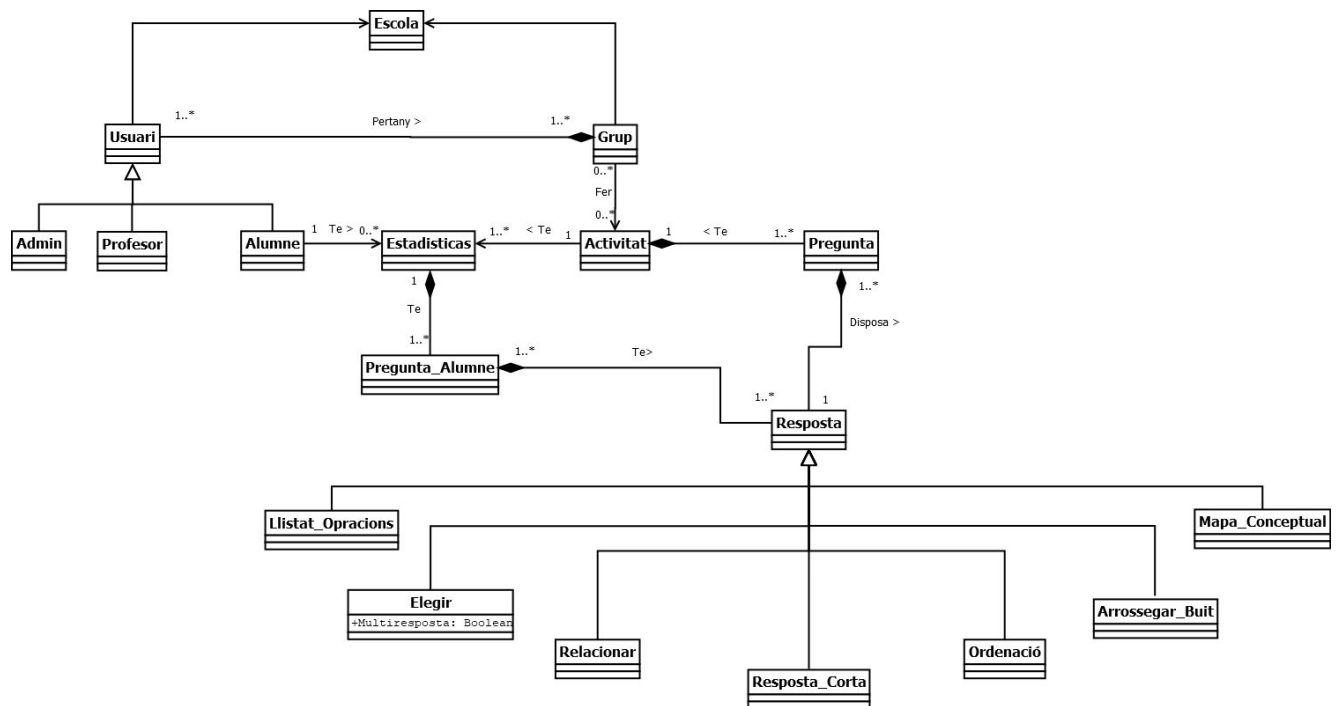 Escola
1..*
Pertany >
1..*
Usuari
Grup
0..*
Fer
0..*
Admin
Profesor
Alumne
1
Te >
0..*
Estadisticas
1..*
< Te
1
Activitat
1
< Te
1..*
Pregunta
1
Te
1..*
1..*
Disposa >
Pregunta_Alumne
1..*
Te>
1..*
1
Resposta
Llistat_Opracions
Mapa_Conceptual
Elegir
+Multiresposta: Boolean
Arrossegar_Buit
Relacionar
Ordenació
Resposta_Corta